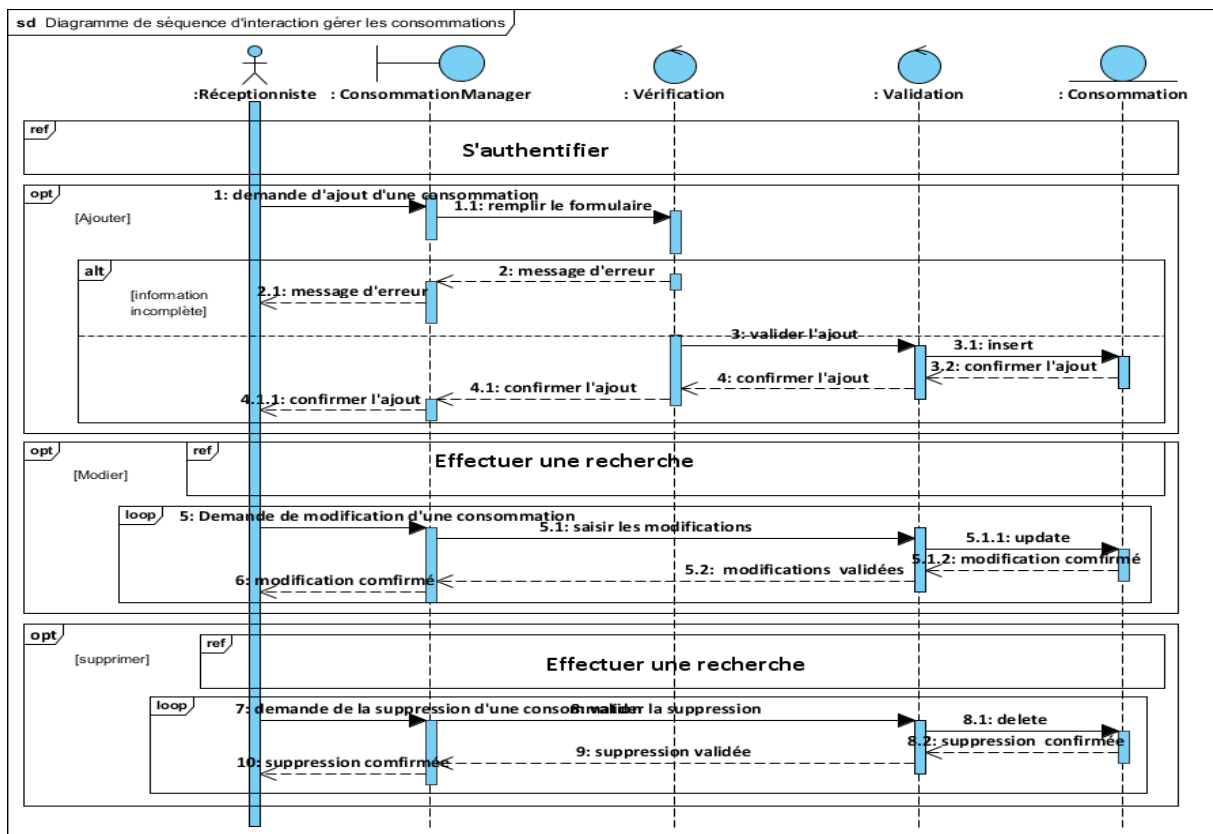 sd Diagramme de séquence d'interaction gérer les consommations
:Réceptionniste
: ConsommationManager
: Vérification
: Validation
: Consommation
ref
S'authentifier
opt
[Ajouter]
1: demande d'ajout d'une consommation
1.1: remplir le formulaire
alt
[information
incomplète]
2: message d'erreur
2.1: message d'erreur
3: valider l'ajout
3.1: insert
3.2: confirmer l'ajout
4: confirmer l'ajout
4.1: confirmer l'ajout
4.1.1: confirmer l'ajout
opt
[Modier]
ref
Effectuer une recherche
loop
5: Demande de modification d'une consommation
5.1: saisir les modifications
5.1.1: update
5.1.2: modification comfirmé
5.2: modifications validées
6: modification comfirmé
opt
[supprimer]
ref
Effectuer une recherche
loop
7: demande de la suppression d'une consommation
8: valider la suppression
8.1: delete
8.2: suppression confirmée
9: suppression validée
10: suppression comfirmée